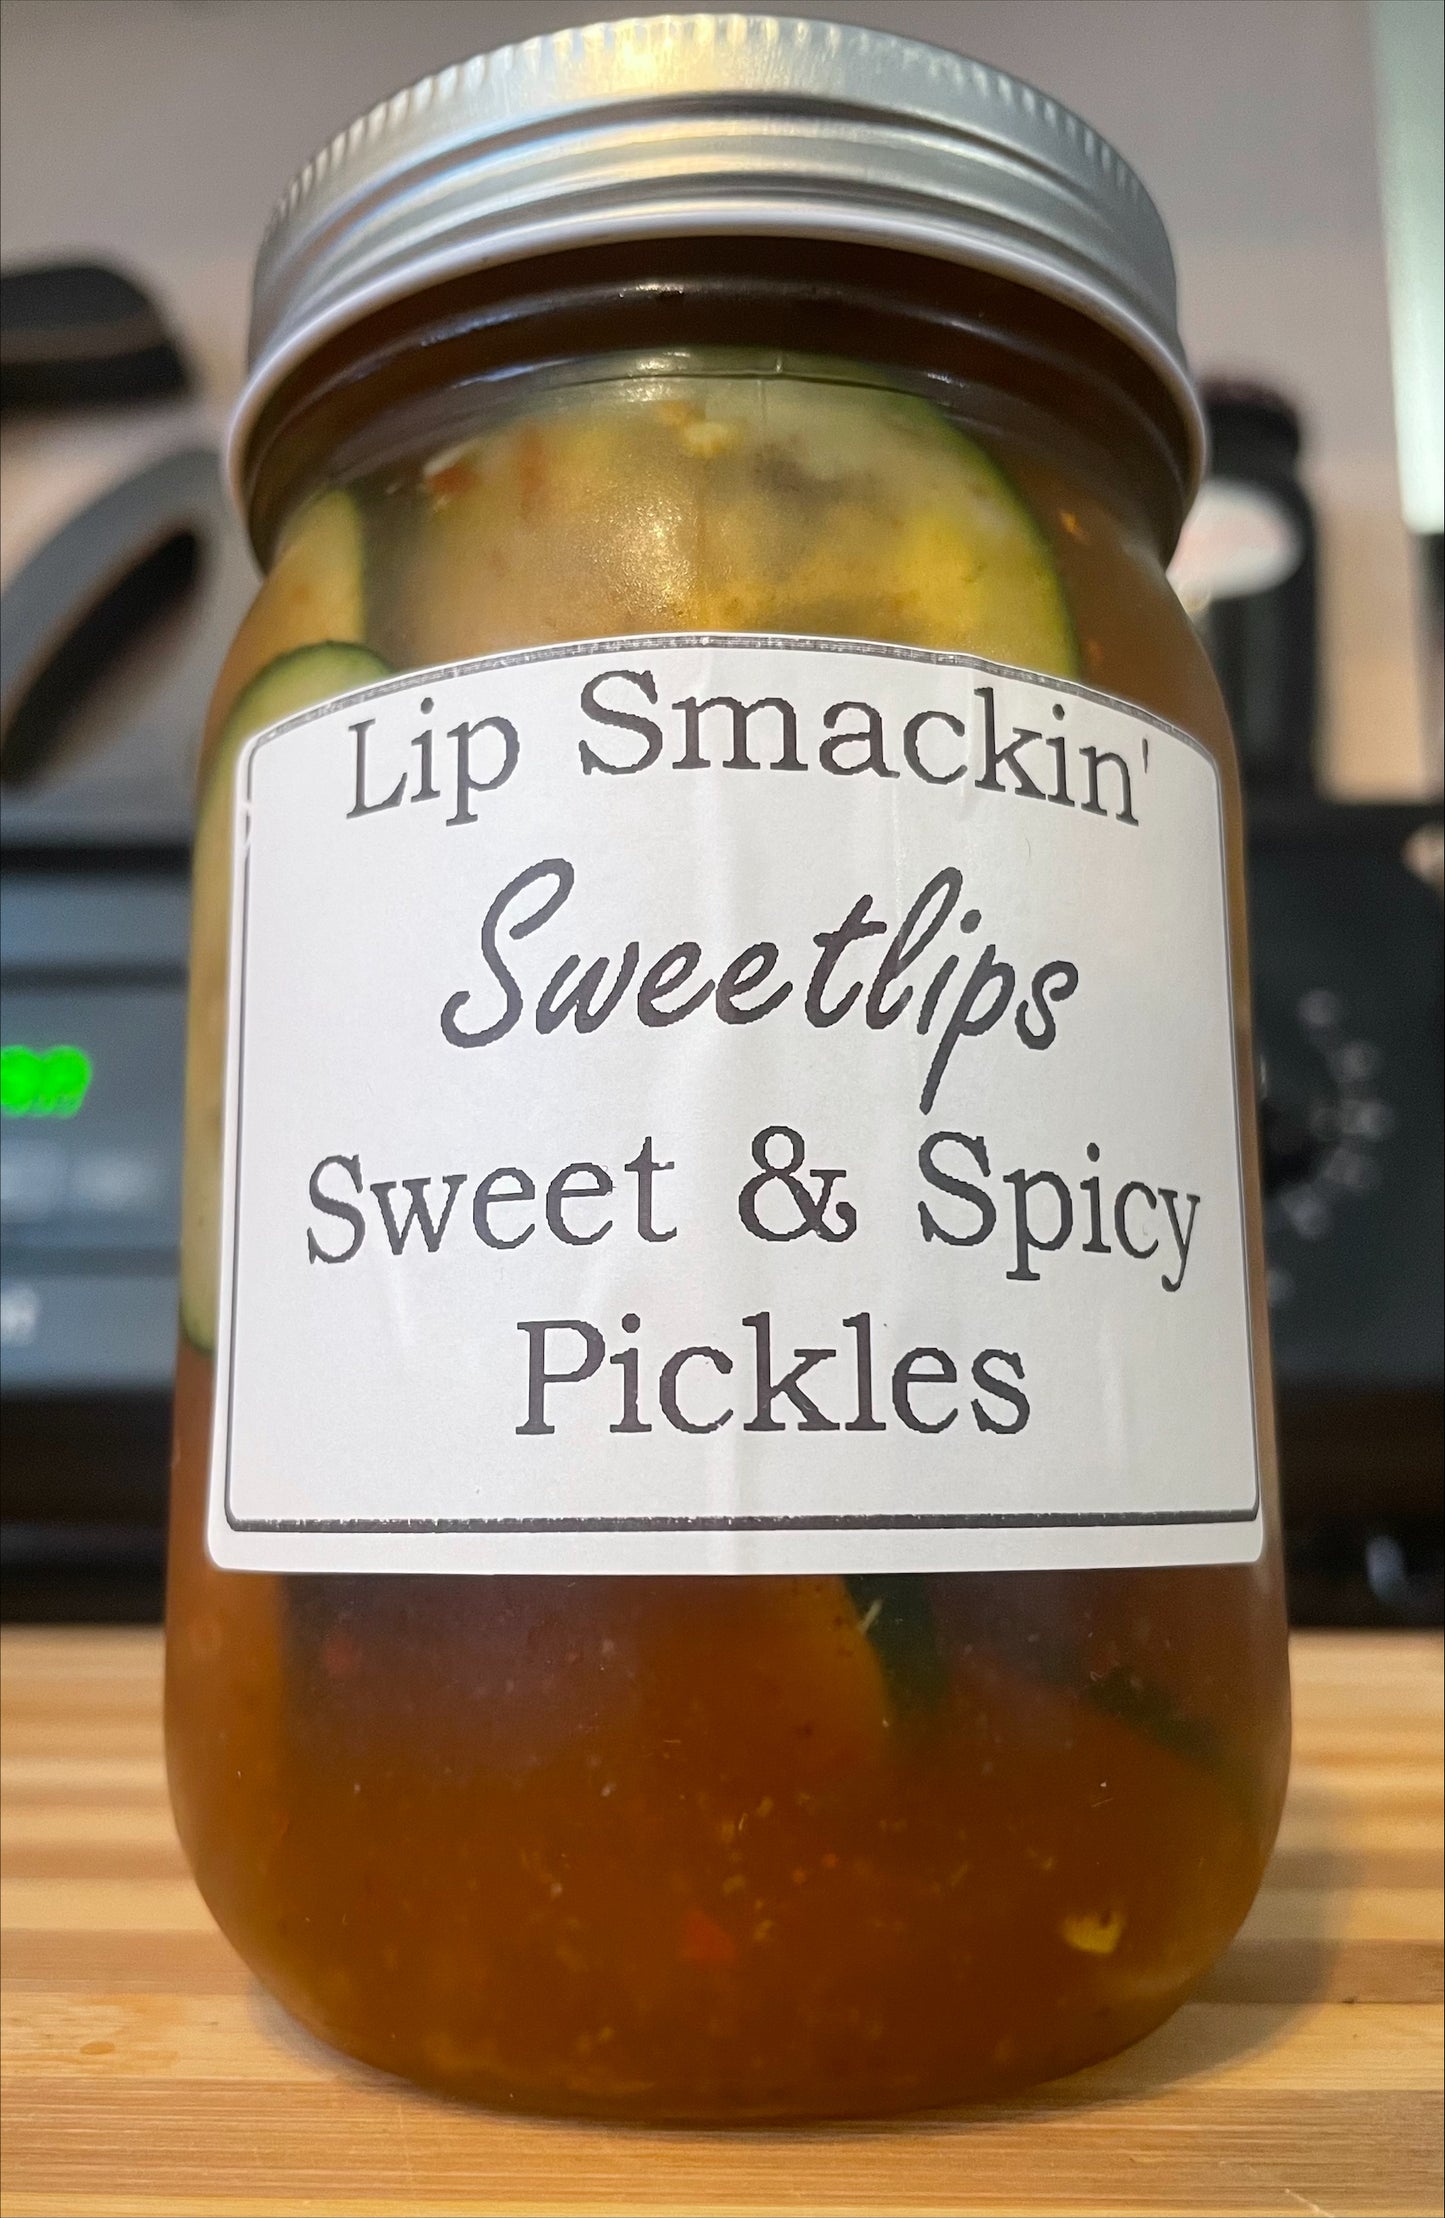 Lip Smackin'
Sweetlips
Sweet & Spicy
Pickles